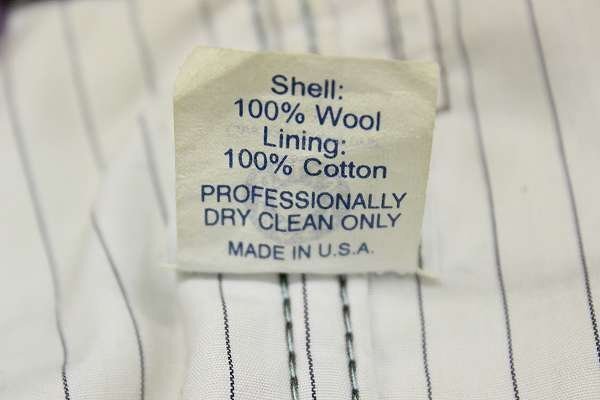 Shell:
100% Wool
Lining:
100% Cotton
PROFESSIONALLY
DRY CLEAN ONLY
MADE IN U.S.A.